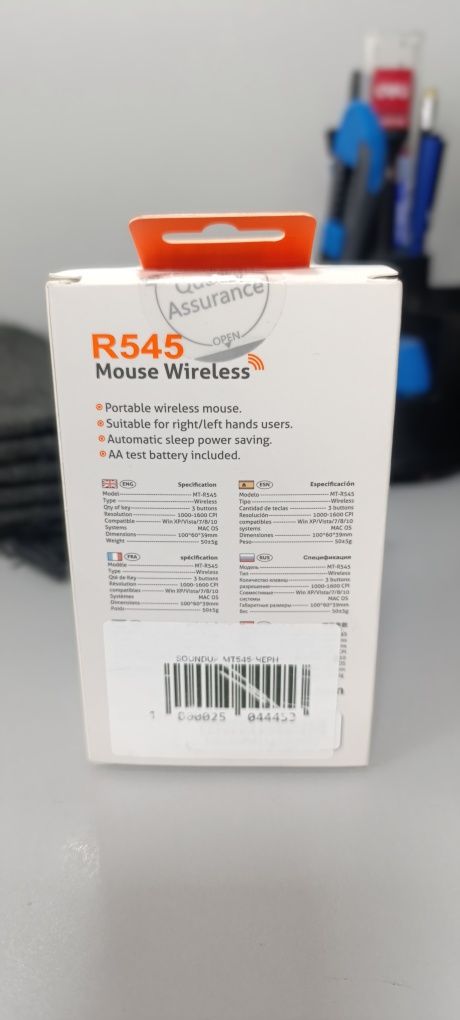 Quality
Assurance
OPEN
R545
Mouse Wireless
Portable wireless mouse.
Suitable for right/left hands users.
Automatic sleep power saving.
AA test battery included.
ENG Specification
Model MT-R545
Type Wireless
Qty of key 3 buttons
Resolution 1000-1600 CPI
Compatible Win XP/Vista/7/8/10
Systems MAC OS
Dimensions 100*60*39mm
Weight 50±5g
ESN Especificación
Modelo MT-R545
Tipo Wireless
Cantidad de teclas 3 buttons
Resolución 1000-1600 CPI
compatibles Win XP/Vista/7/8/10
systems MAC OS
Dimensiones 100*60*39mm
Peso 50±5g
FRA spécification
Modèle MT-R545
Type Wireless
Qté de Key 3 buttons
Résolution 1000-1600 CPI
compatibles Win XP/Vista/7/8/10
Systèmes MAC OS
Dimensions 100*60*39mm
Poids 50±5g
RUS Спецификация
Модель MT-R545
Тип Wireless
Количество клавиш 3 buttons
разрешение 1000-1600 CPI
Совместимые Win XP/Vista/7/8/10
системы MAC OS
Габаритные размеры 100*60*39mm
Вес 50±5g
MT545 ЧЕРН
1 000025 044453